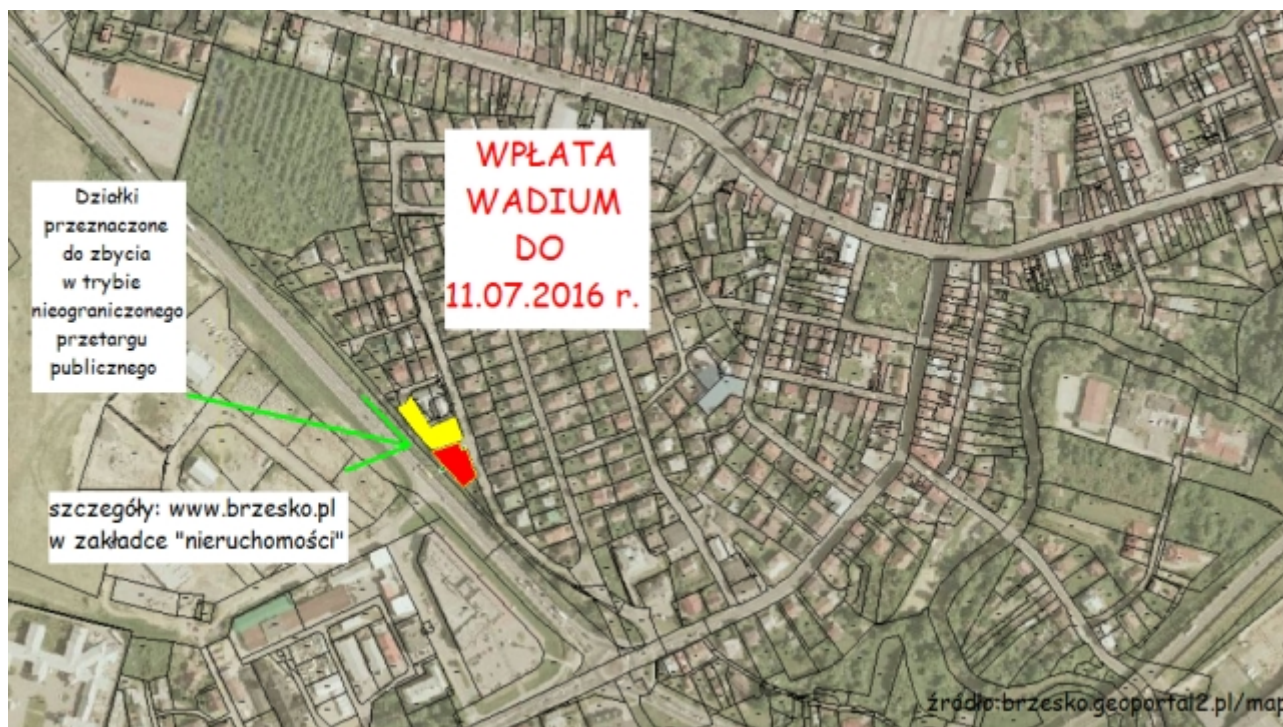 WPŁATA
WADIUM
DO
11.07.2016 r.
Działki
przeznaczone
do zbycia
w trybie
nieograniczonego
przetargu
publicznego
szczegóły: www.brzesko.pl
w zakładce "nieruchomości"
źródło:brzesko.geoportal2.pl/map